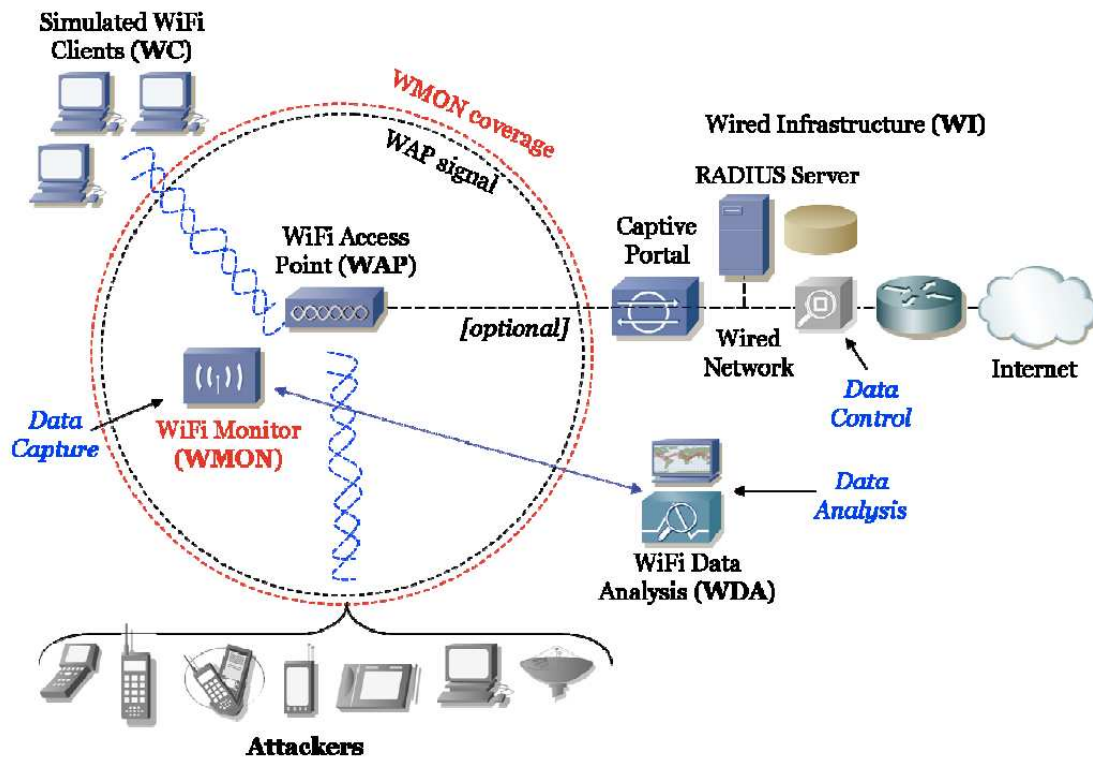 Simulated WiFi
Clients (WC)
WMON coverage
WAP signal
WiFi Access
Point (WAP)
[optional]
Wired Infrastructure (WI)
RADIUS Server
Captive
Portal
Wired
Network
Internet
Data
Control
Data
Capture
WiFi Monitor
(WMON)
Data
Analysis
WiFi Data
Analysis (WDA)
Attackers